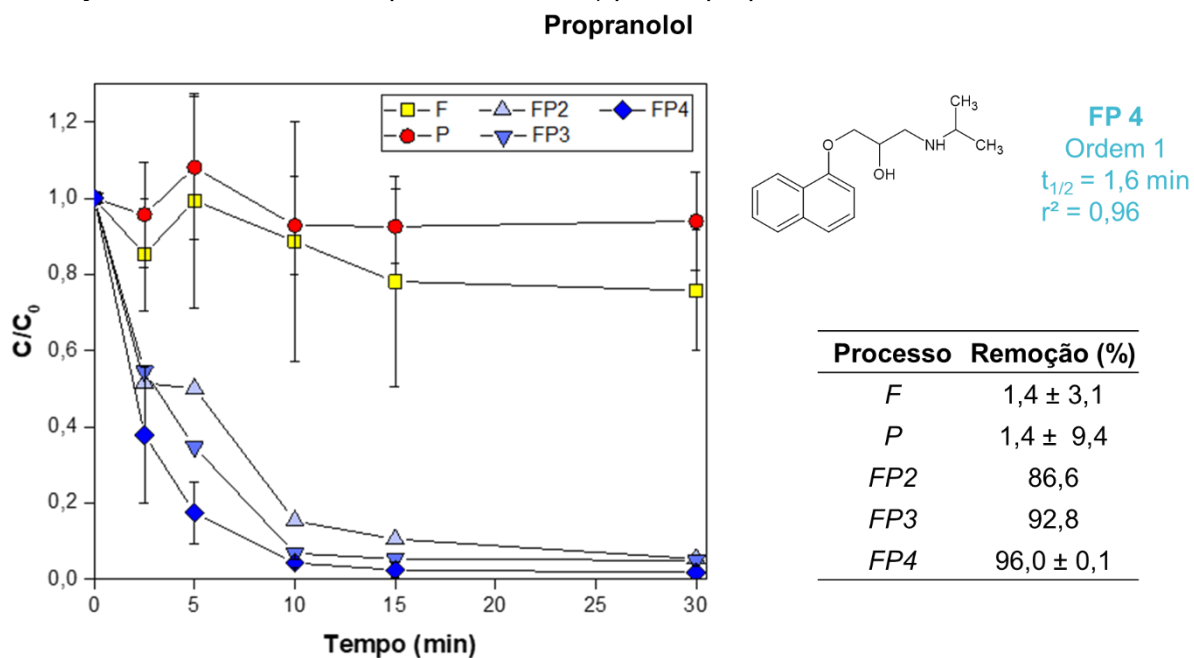 Propranolol
F
FP2
FP4
P
FP3
1,2
1,0
0,8
0,6
0,4
0,2
0,0
C/C₀
0 5 10 15 20 25 30
Tempo (min)
CH₃
O
NH
CH₃
OH
FP 4
Ordem 1
t₁/₂ = 1,6 min
r² = 0,96
Processo Remoção (%)
F 1,4 ± 3,1
P 1,4 ± 9,4
FP2 86,6
FP3 92,8
FP4 96,0 ± 0,1